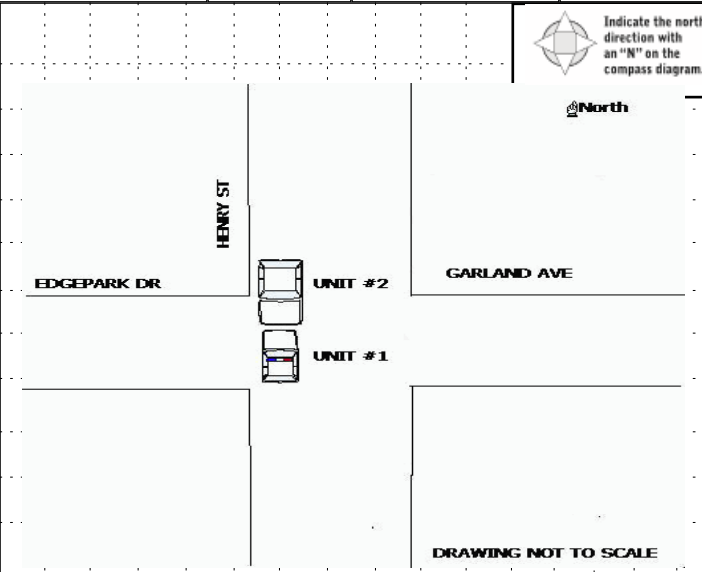 Indicate the north
direction with
an "N" on the
compass diagram.
North
HENRY ST
EDGEPARK DR
UNIT #2
GARLAND AVE
UNIT #1
DRAWING NOT TO SCALE